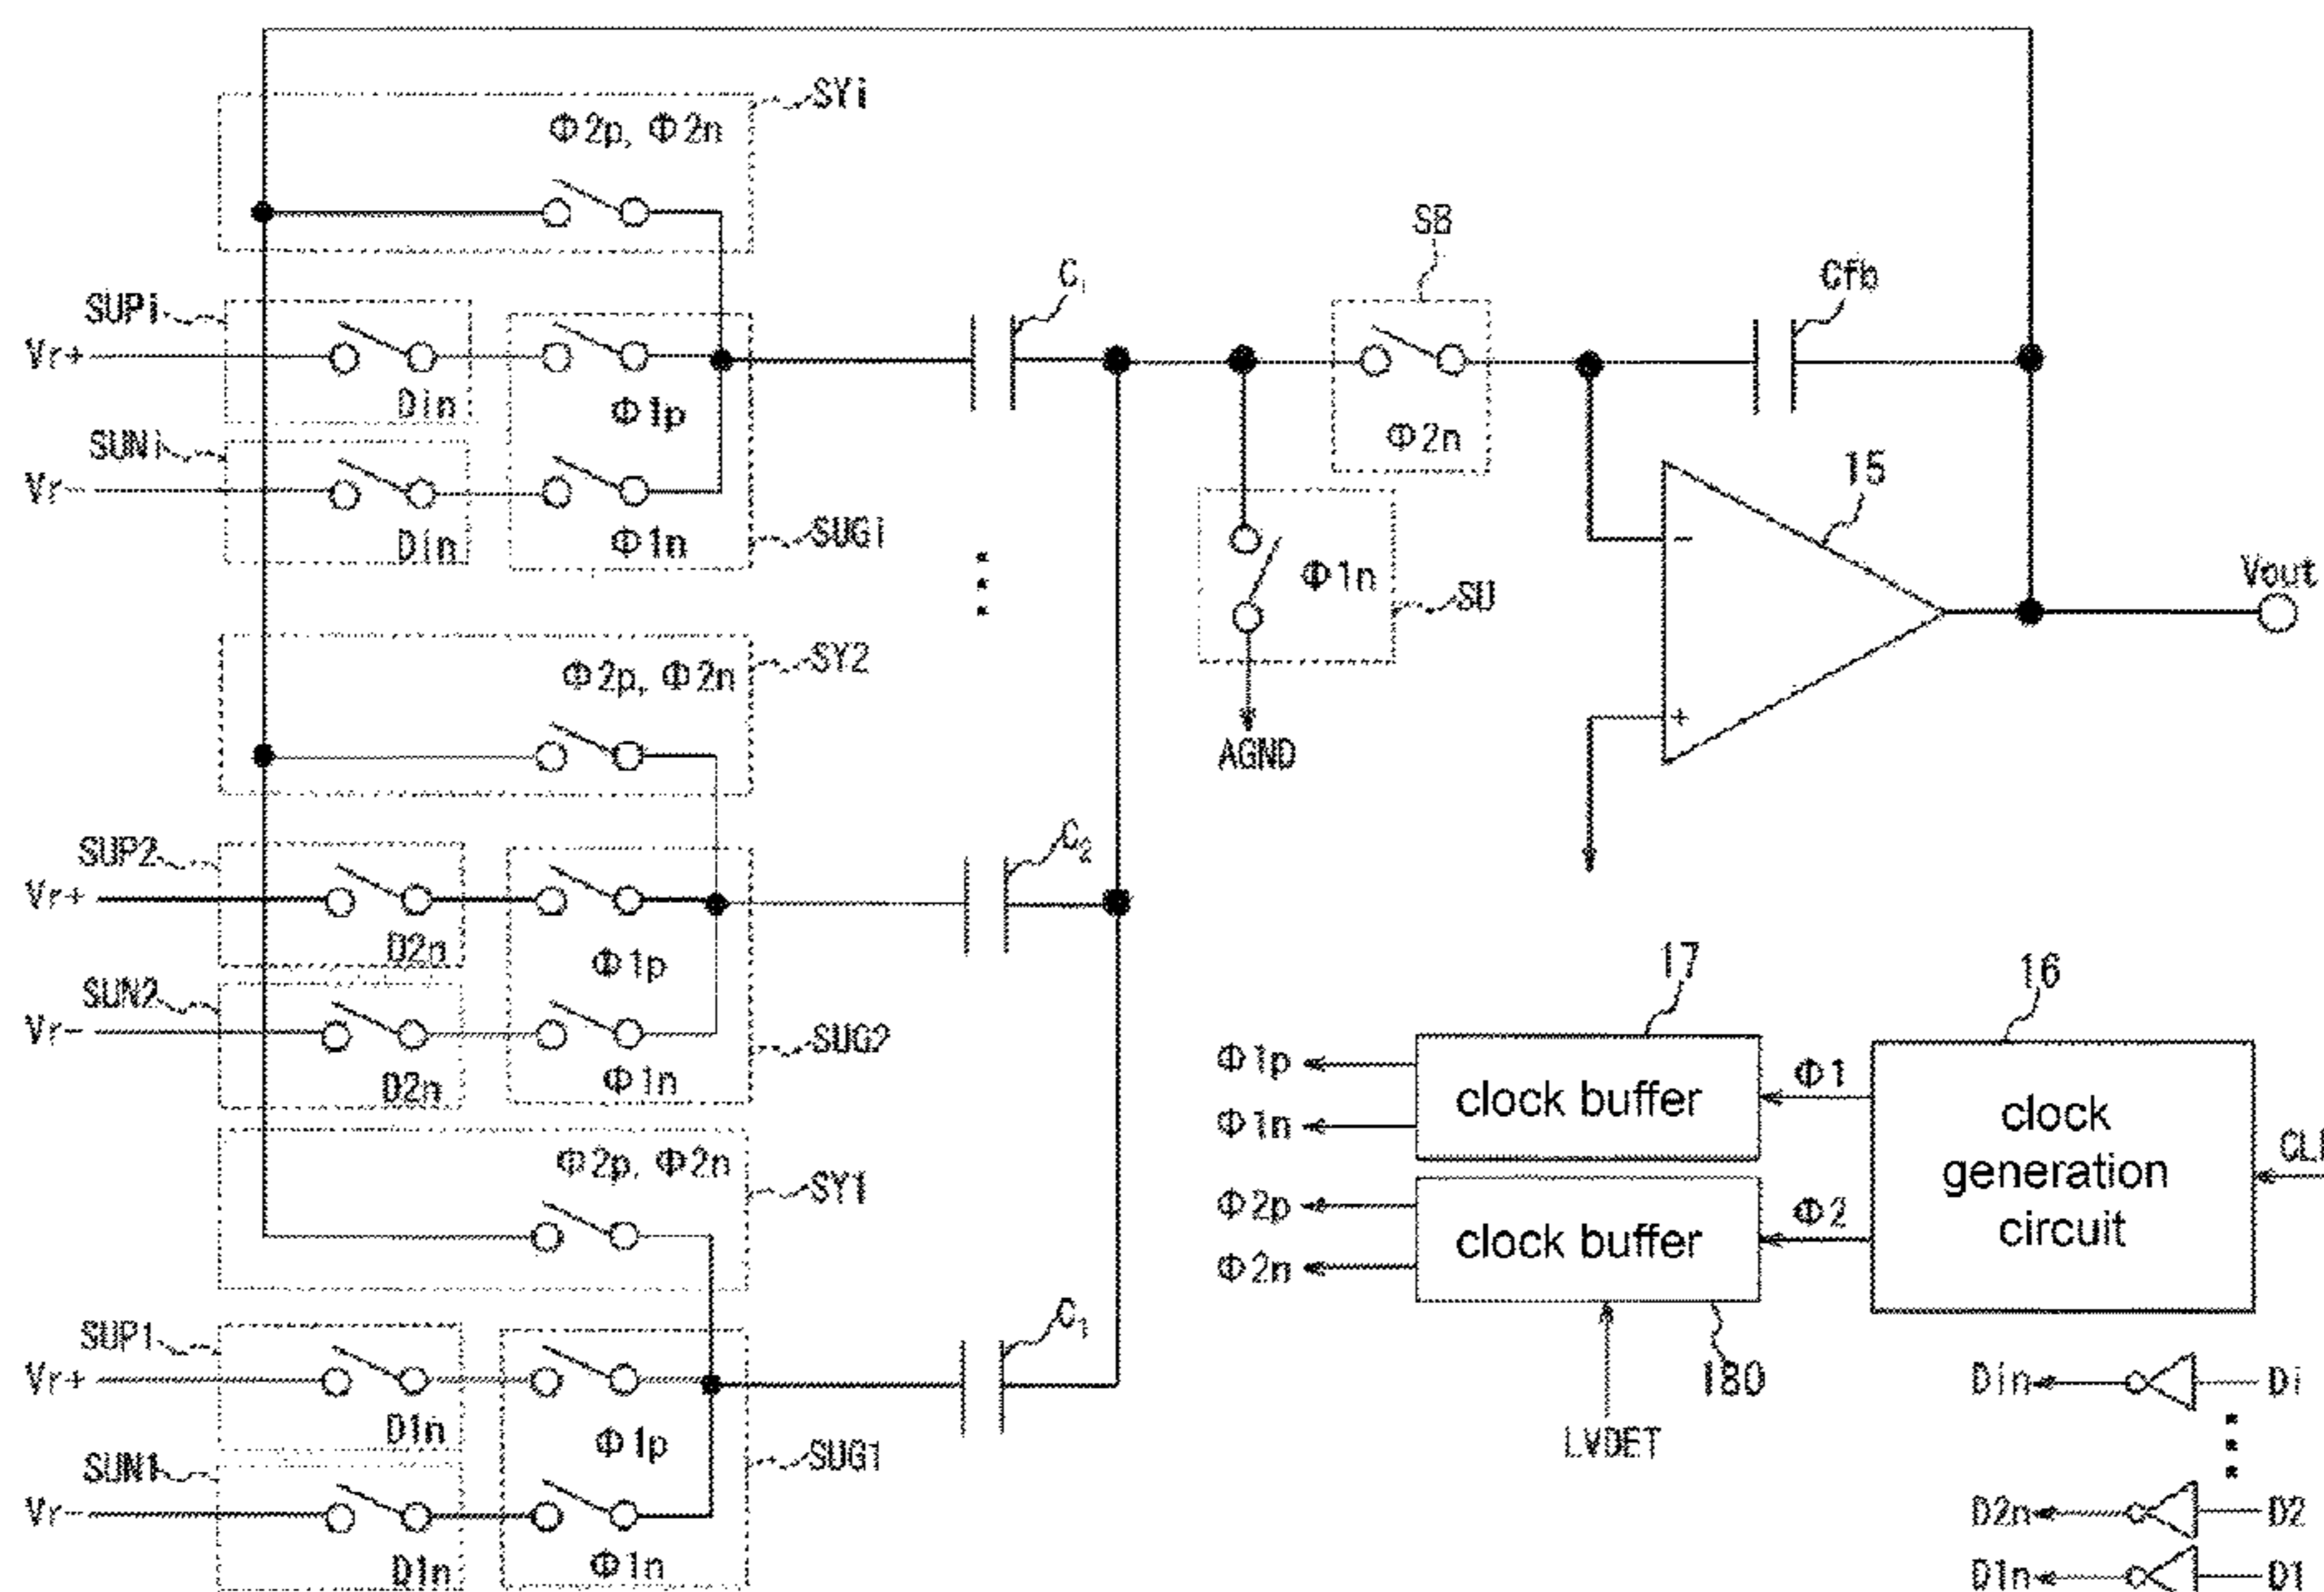 SYi
Φ2p, Φ2n
SUPi
Vr+
Din
Φ1p
SUNi
Vr-
Din
Φ1n
SUGi
Ci
SB
Φ2n
Cfb
15
Φ1n
SU
AGND
-
+
Vout
SY2
Φ2p, Φ2n
SUP2
Vr+
D2n
Φ1p
SUN2
Vr-
D2n
Φ1n
SUG2
C2
SY1
Φ2p, Φ2n
SUP1
Vr+
D1n
Φ1p
SUN1
Vr-
D1n
Φ1n
SUG1
C1
17
16
Φ1p
Φ1n
clock buffer
Φ1
Φ2p
Φ2n
clock buffer
Φ2
clock
generation
circuit
180
LVDET
Din
Di
D2n
D2
D1n
D1